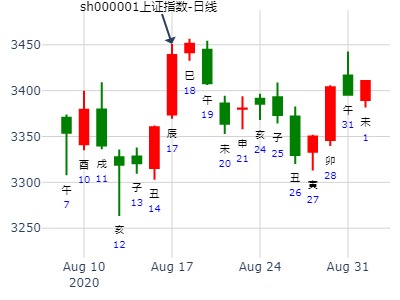 sh000001上证指数-日线
3450
3400
3350
3300
3250
午
7
酉
10
戌
11
亥
12
子
13
丑
14
辰
17
巳
18
午
19
未
20
申
21
亥
24
子
25
丑
26
寅
27
卯
28
午
31
未
1
Aug 10
2020
Aug 17
Aug 24
Aug 31